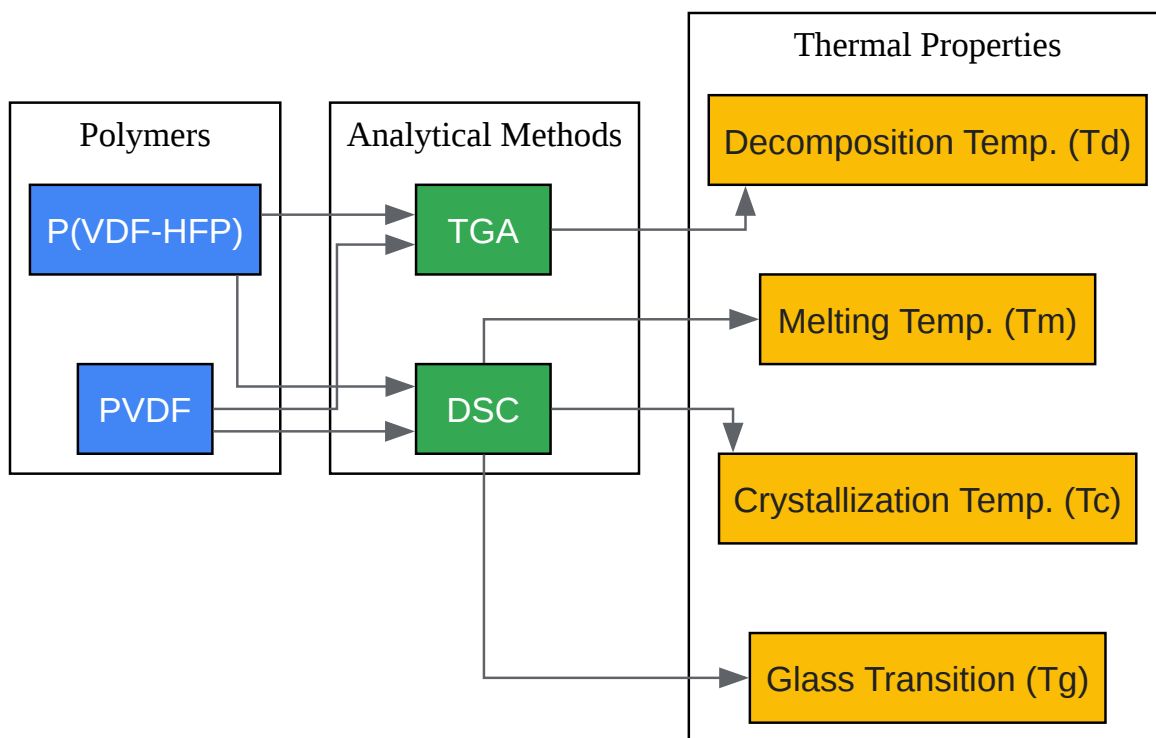 Polymers
P(VDF-HFP)
PVDF
Analytical Methods
TGA
DSC
Thermal Properties
Decomposition Temp. (Td)
Melting Temp. (Tm)
Crystallization Temp. (Tc)
Glass Transition (Tg)